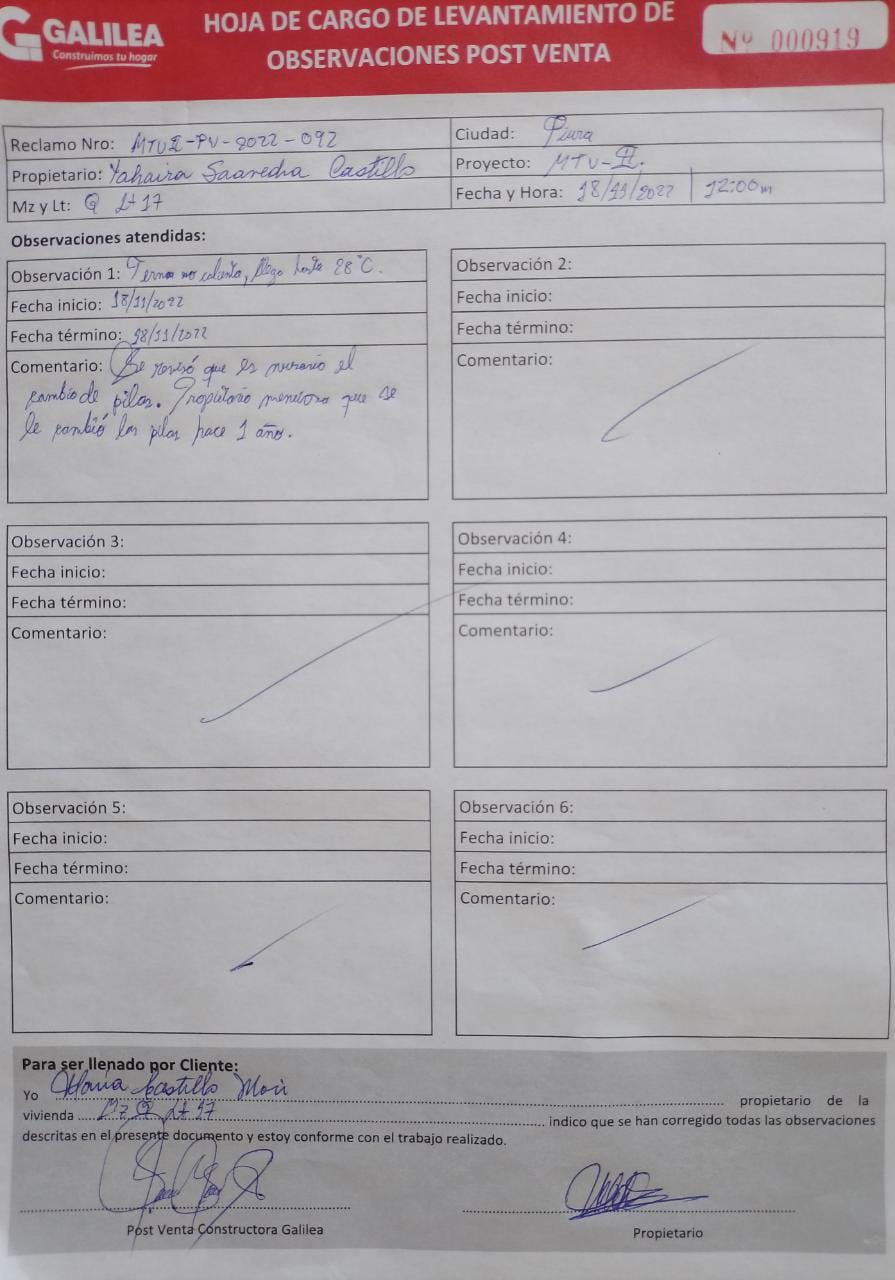 GALILEA
Construimos tu hogar
HOJA DE CARGO DE LEVANTAMIENTO DE
OBSERVACIONES POST VENTA
Nº 000919
Reclamo Nro: MTVII-PV-2022-092
Ciudad: Piura
Propietario: Yahaira Saavedra Castillo
Proyecto: MTV-II.
Mz y Lt: Q Lt 17
Fecha y Hora: 18/11/2022 | 12:00m
Observaciones atendidas:
Observación 1: Terma no calienta, llega hasta 28°C.
Fecha inicio: 18/11/2022
Fecha término: 18/11/2022
Comentario: Se revisó que es necesario el
cambio de pilas. Propietario menciona que se
le cambió las pilas hace 1 año.
Observación 2:
Fecha inicio:
Fecha término:
Comentario:
Observación 3:
Fecha inicio:
Fecha término:
Comentario:
Observación 4:
Fecha inicio:
Fecha término:
Comentario:
Observación 5:
Fecha inicio:
Fecha término:
Comentario:
Observación 6:
Fecha inicio:
Fecha término:
Comentario:
Para ser llenado por Cliente:
Yo Castillo propietario de la
vivienda Mz Q Lt 17 indico que se han corregido todas las observaciones
descritas en el presente documento y estoy conforme con el trabajo realizado.
Post Venta Constructora Galilea
Propietario